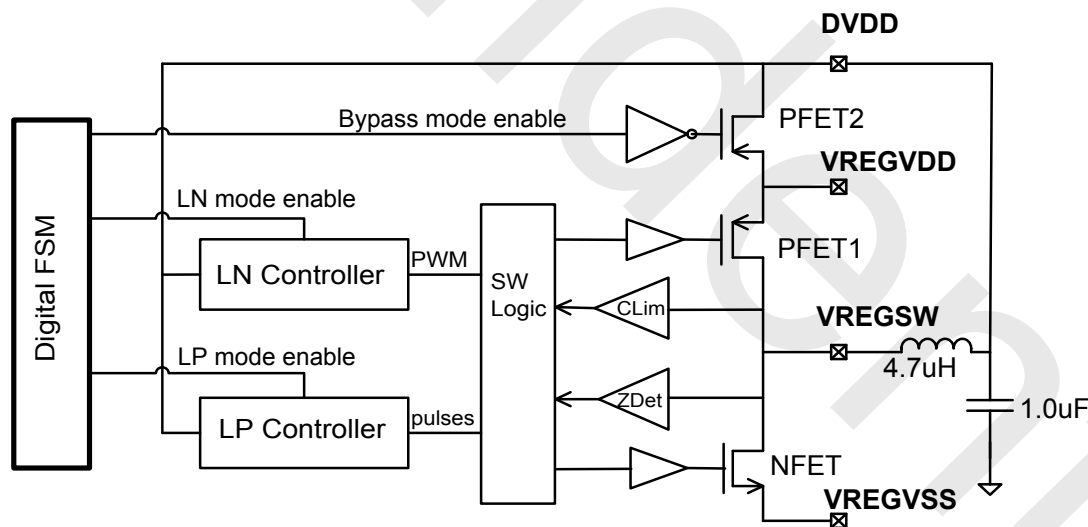 DVDD
Bypass mode enable
PFET2
VREGVDD
LN mode enable
PFET1
LN Controller
PWM
SW
Logic
CLim
VREGSW
Digital FSM
4.7uH
LP mode enable
ZDet
1.0uF
LP Controller
pulses
NFET
VREGVSS